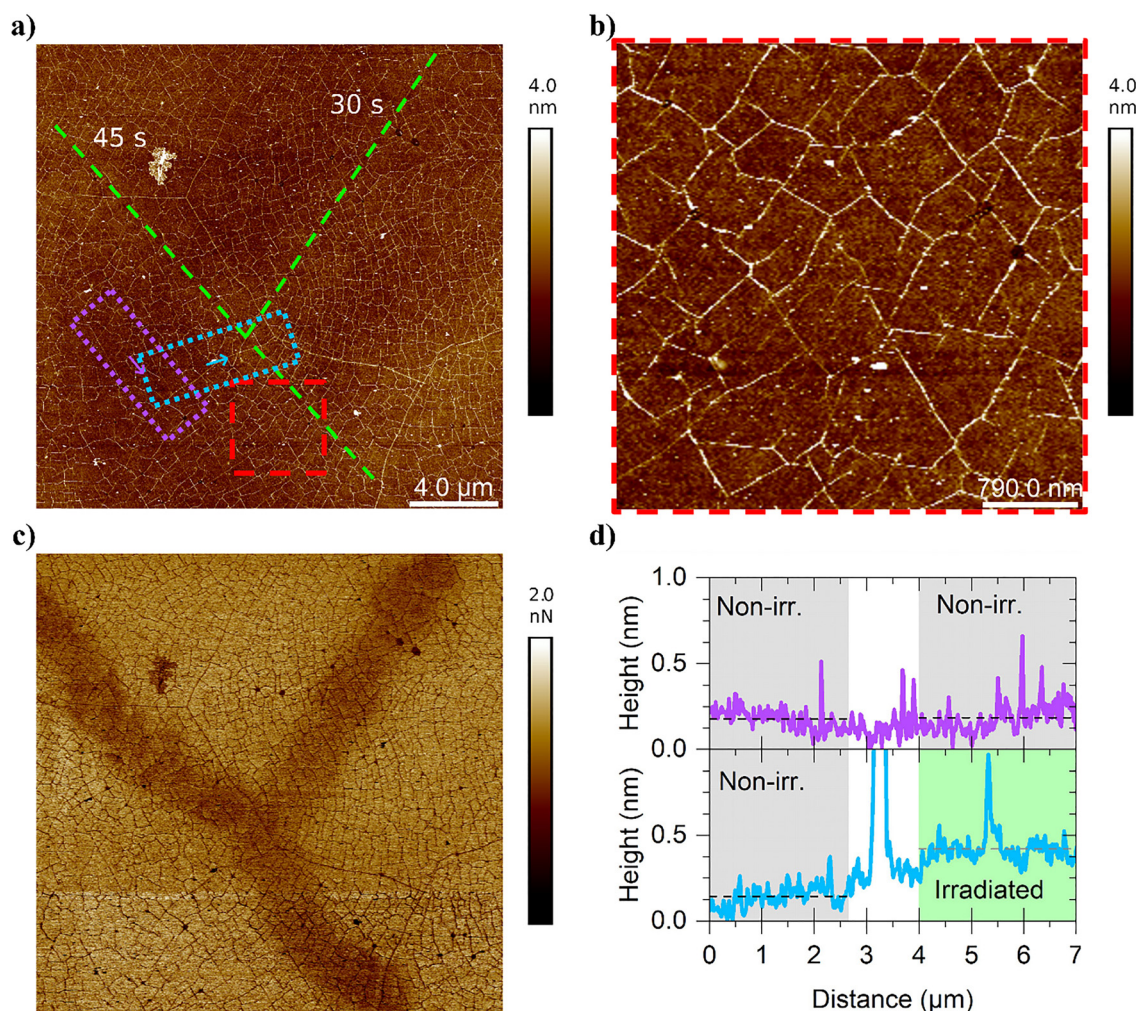 a)
45 s
30 s
4.0 µm
4.0
nm
b)
790.0 nm
4.0
nm
c)
2.0
nN
d)
1.0
0.5
0.0
Height (nm)
Non-irr.
Non-irr.
1.0
0.5
0.0
Height (nm)
Non-irr.
Irradiated
0 1 2 3 4 5 6 7
Distance (µm)